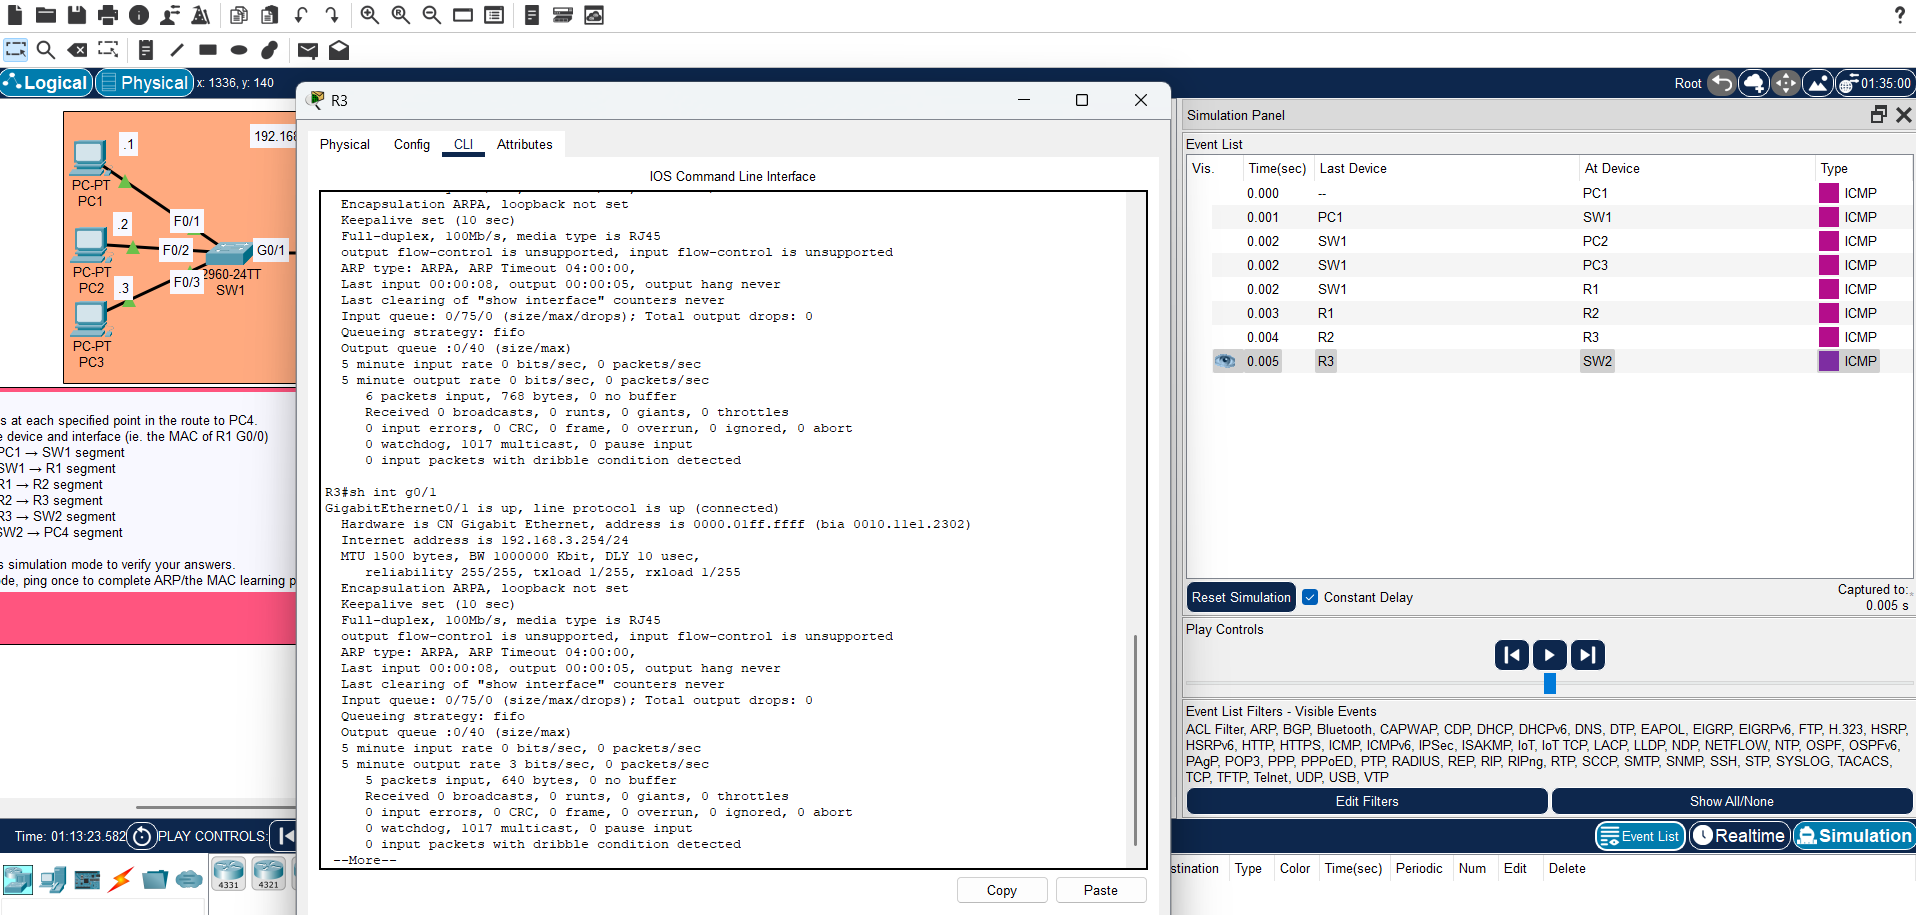 ?
Logical
Physical
x: 1336, y: 140
Root
01:35:00
192.168
.1
PC-PT
PC1
F0/1
.2
F0/2
G0/1
PC-PT
PC2
.3
F0/3
2960-24TT
SW1
PC-PT
PC3
s at each specified point in the route to PC4.
e device and interface (ie. the MAC of R1 G0/0)
PC1 → SW1 segment
SW1 → R1 segment
R1 → R2 segment
R2 → R3 segment
R3 → SW2 segment
SW2 → PC4 segment
s simulation mode to verify your answers.
de, ping once to complete ARP/the MAC learning p
Time: 01:13:23.582
PLAY CONTROLS:
4331
4321
R3
Physical
Config
CLI
Attributes
IOS Command Line Interface
Encapsulation ARPA, loopback not set
Keepalive set (10 sec)
Full-duplex, 100Mb/s, media type is RJ45
output flow-control is unsupported, input flow-control is unsupported
ARP type: ARPA, ARP Timeout 04:00:00,
Last input 00:00:08, output 00:00:05, output hang never
Last clearing of "show interface" counters never
Input queue: 0/75/0 (size/max/drops); Total output drops: 0
Queueing strategy: fifo
Output queue :0/40 (size/max)
5 minute input rate 0 bits/sec, 0 packets/sec
5 minute output rate 0 bits/sec, 0 packets/sec
6 packets input, 768 bytes, 0 no buffer
Received 0 broadcasts, 0 runts, 0 giants, 0 throttles
0 input errors, 0 CRC, 0 frame, 0 overrun, 0 ignored, 0 abort
0 watchdog, 1017 multicast, 0 pause input
0 input packets with dribble condition detected
R3#sh int g0/1
GigabitEthernet0/1 is up, line protocol is up (connected)
Hardware is CN Gigabit Ethernet, address is 0000.01ff.ffff (bia 0010.11e1.2302)
Internet address is 192.168.3.254/24
MTU 1500 bytes, BW 1000000 Kbit, DLY 10 usec,
reliability 255/255, txload 1/255, rxload 1/255
Encapsulation ARPA, loopback not set
Keepalive set (10 sec)
Full-duplex, 100Mb/s, media type is RJ45
output flow-control is unsupported, input flow-control is unsupported
ARP type: ARPA, ARP Timeout 04:00:00,
Last input 00:00:08, output 00:00:05, output hang never
Last clearing of "show interface" counters never
Input queue: 0/75/0 (size/max/drops); Total output drops: 0
Queueing strategy: fifo
Output queue :0/40 (size/max)
5 minute input rate 0 bits/sec, 0 packets/sec
5 minute output rate 3 bits/sec, 0 packets/sec
5 packets input, 640 bytes, 0 no buffer
Received 0 broadcasts, 0 runts, 0 giants, 0 throttles
0 input errors, 0 CRC, 0 frame, 0 overrun, 0 ignored, 0 abort
0 watchdog, 1017 multicast, 0 pause input
0 input packets with dribble condition detected
--More--
Copy
Paste
Simulation Panel
Event List
Vis. Time(sec) Last Device At Device Type
0.000 -- PC1 ICMP
0.001 PC1 SW1 ICMP
0.002 SW1 PC2 ICMP
0.002 SW1 PC3 ICMP
0.002 SW1 R1 ICMP
0.003 R1 R2 ICMP
0.004 R2 R3 ICMP
0.005 R3 SW2 ICMP
Reset Simulation
Constant Delay
Captured to:
0.005 s
Play Controls
Event List Filters - Visible Events
ACL Filter, ARP, BGP, Bluetooth, CAPWAP, CDP, DHCP, DHCPv6, DNS, DTP, EAPOL, EIGRP, EIGRPv6, FTP, H.323, HSRP,
HSRPv6, HTTP, HTTPS, ICMP, ICMPv6, IPSec, ISAKMP, IoT, IoT TCP, LACP, LLDP, NDP, NETFLOW, NTP, OSPF, OSPFv6,
PAgP, POP3, PPP, PPPoED, PTP, RADIUS, REP, RIP, RIPng, RTP, SCCP, SMTP, SNMP, SSH, STP, SYSLOG, TACACS,
TCP, TFTP, Telnet, UDP, USB, VTP
Edit Filters
Show All/None
Event List
Realtime
Simulation
stination Type Color Time(sec) Periodic Num Edit Delete